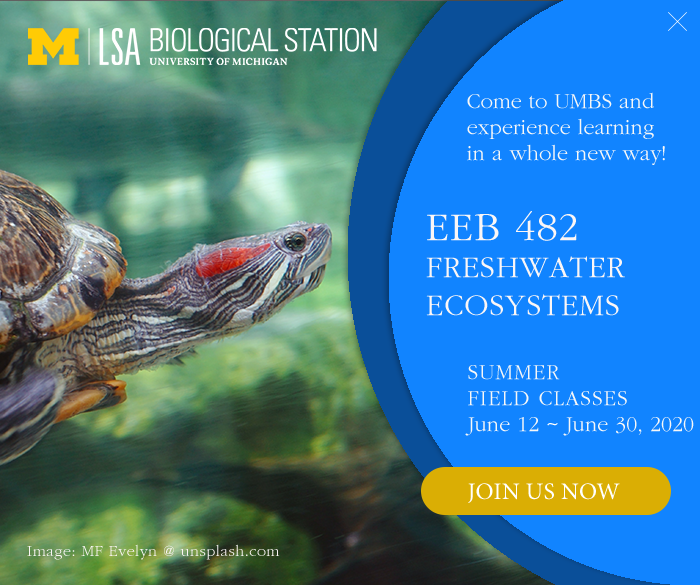 M LSA BIOLOGICAL STATION
UNIVERSITY OF MICHIGAN
Come to UMBS and
experience learning
in a whole new way!
EEB 482
FRESHWATER
ECOSYSTEMS
SUMMER
FIELD CLASSES
June 12 ~ June 30, 2020
JOIN US NOW
Image: MF Evelyn @ unsplash.com